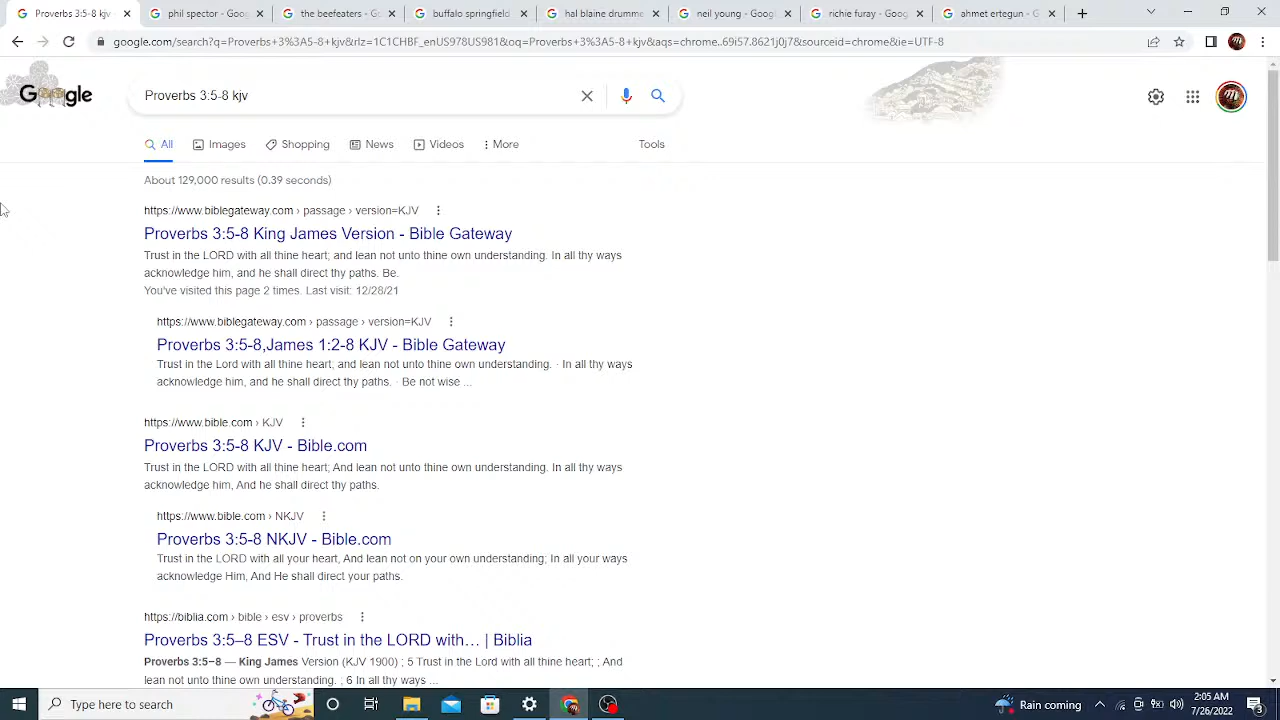 Proverbs 3:5-8 kjv
phil spector - Google
the beefeaters - Go
buffalo springfield
hal blaine drumme
neil young - Google
richie furay - Goog
ahmet ertegun - G
google.com/search?q=Proverbs+3%3A5-8+kjv&rlz=1C1CHBF_enUS978US981&oq=Proverbs+3%3A5-8+kjv&aqs=chrome..69i57.8621j0j7&sourceid=chrome&ie=UTF-8
Google
Proverbs 3:5-8 kjv
All
Images
Shopping
News
Videos
More
Tools
About 129,000 results (0.39 seconds)
https://www.biblegateway.com › passage › version=KJV
Proverbs 3:5-8 King James Version - Bible Gateway
Trust in the LORD with all thine heart; and lean not unto thine own understanding. In all thy ways
acknowledge him, and he shall direct thy paths. Be.
You've visited this page 2 times. Last visit: 12/28/21
https://www.biblegateway.com › passage › version=KJV
Proverbs 3:5-8,James 1:2-8 KJV - Bible Gateway
Trust in the Lord with all thine heart; and lean not unto thine own understanding. · In all thy ways
acknowledge him, and he shall direct thy paths. · Be not wise ...
https://www.bible.com › KJV
Proverbs 3:5-8 KJV - Bible.com
Trust in the LORD with all thine heart; And lean not unto thine own understanding. In all thy ways
acknowledge him, And he shall direct thy paths.
https://www.bible.com › NKJV
Proverbs 3:5-8 NKJV - Bible.com
Trust in the LORD with all your heart, And lean not on your own understanding; In all your ways
acknowledge Him, And He shall direct your paths.
https://biblia.com › bible › esv › proverbs
Proverbs 3:5–8 ESV - Trust in the LORD with… | Biblia
Proverbs 3:5–8 — King James Version (KJV 1900) ; 5 Trust in the Lord with all thine heart; ; And
lean not unto thine own understanding. ; 6 In all thy ways ...
Type here to search
Rain coming
2:05 AM
7/26/2022